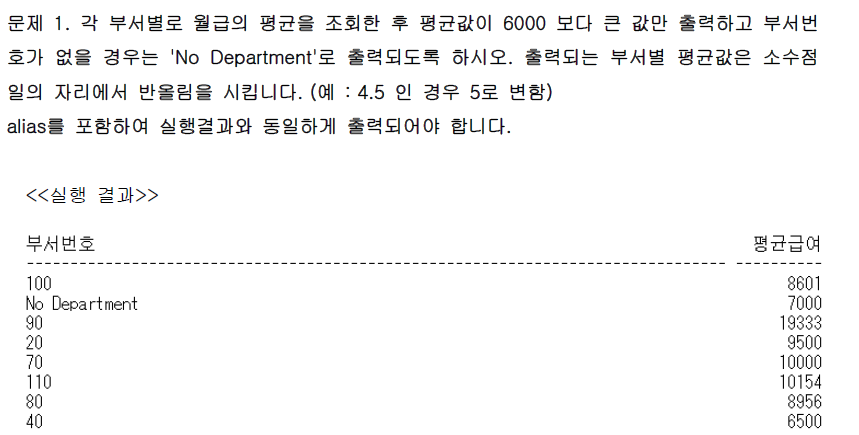 문제 1. 각 부서별로 월급의 평균을 조회한 후 평균값이 6000 보다 큰 값만 출력하고 부서번
호가 없을 경우는 'No Department'로 출력되도록 하시오. 출력되는 부서별 평균값은 소수점
일의 자리에서 반올림을 시킵니다. (예 : 4.5 인 경우 5로 변함)
alias를 포함하여 실행결과와 동일하게 출력되어야 합니다.
<<실행 결과>>
부서번호 평균급여
100 8601
No Department 7000
90 19333
20 9500
70 10000
110 10154
80 8956
40 6500